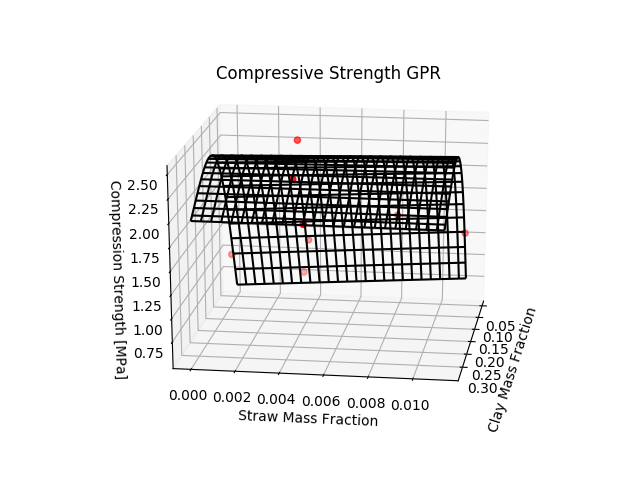 Compressive Strength GPR
Compression Strength [MPa]
2.50
2.25
2.00
1.75
1.50
1.25
1.00
0.75
0.000 0.002 0.004 0.006 0.008 0.010
Straw Mass Fraction
0.05
0.10
0.15
0.20
0.25
0.30
Clay Mass Fraction